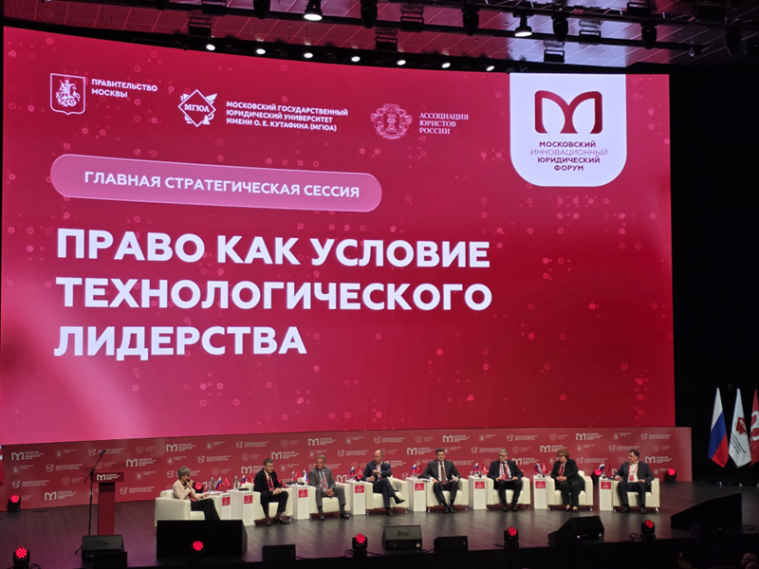 ПРАВИТЕЛЬСТВО
МОСКВЫ
МГЮА
МОСКОВСКИЙ ГОСУДАРСТВЕННЫЙ
ЮРИДИЧЕСКИЙ УНИВЕРСИТЕТ
ИМЕНИ О. Е. КУТАФИНА (МГЮА)
АССОЦИАЦИЯ
ЮРИСТОВ
РОССИИ
МОСКОВСКИЙ
ИННОВАЦИОННЫЙ
ЮРИДИЧЕСКИЙ
ФОРУМ
ГЛАВНАЯ СТРАТЕГИЧЕСКАЯ СЕССИЯ
ПРАВО КАК УСЛОВИЕ
ТЕХНОЛОГИЧЕСКОГО
ЛИДЕРСТВА